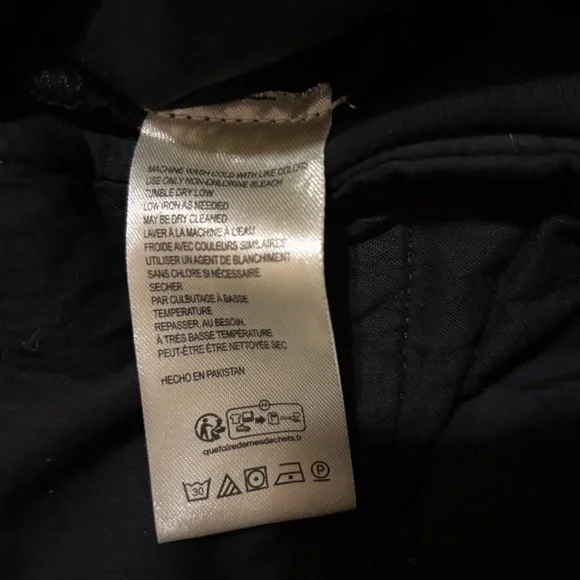 MACHINE WASH COLD WITH LIKE COLORS
USE ONLY NON-CHLORINE BLEACH
TUMBLE DRY LOW
LOW IRON AS NEEDED
MAY BE DRY CLEANED
LAVER À LA MACHINE À L'EAU
FROIDE AVEC COULEURS SIMILAIRES
UTILISER UN AGENT DE BLANCHIMENT
SANS CHLORE SI NÉCESSAIRE
SECHER
PAR CULBUTAGE À BASSE
TEMPERATURE
REPASSER, AU BESOIN,
À TRÈS BASSE TEMPÉRATURE
PEUT-ÊTRE ÊTRE NETTOYÉE SEC
HECHO EN PAKISTAN
quefairedemesdechets.fr
30 P